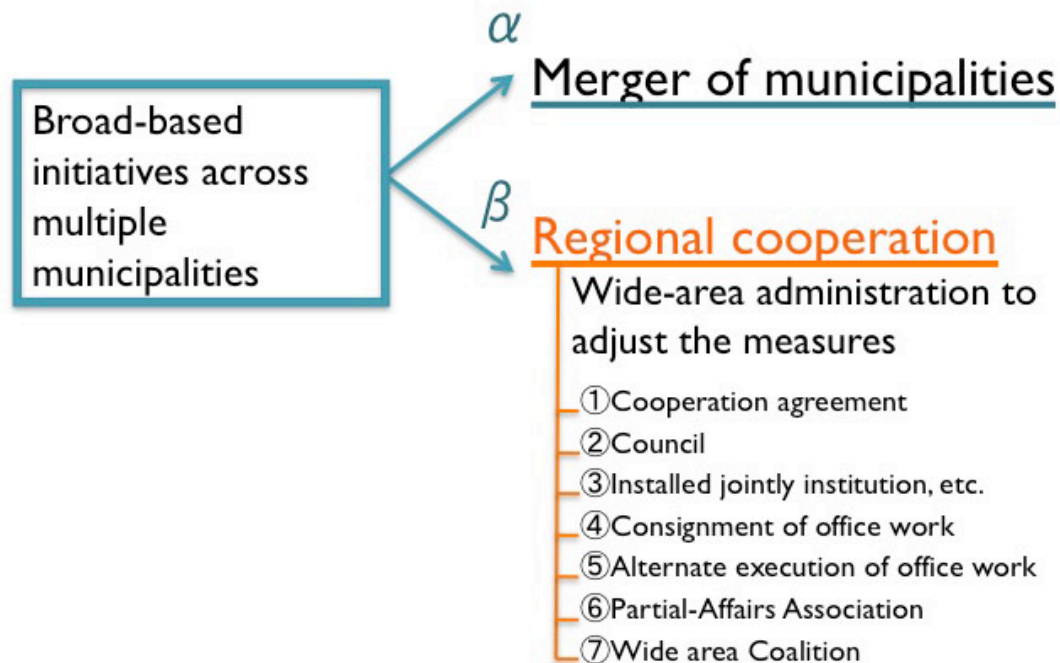 α
Merger of municipalities
Broad-based
initiatives across
multiple
municipalities
β
Regional cooperation
Wide-area administration to
adjust the measures
①Cooperation agreement
②Council
③Installed jointly institution, etc.
④Consignment of office work
⑤Alternate execution of office work
⑥Partial-Affairs Association
⑦Wide area Coalition